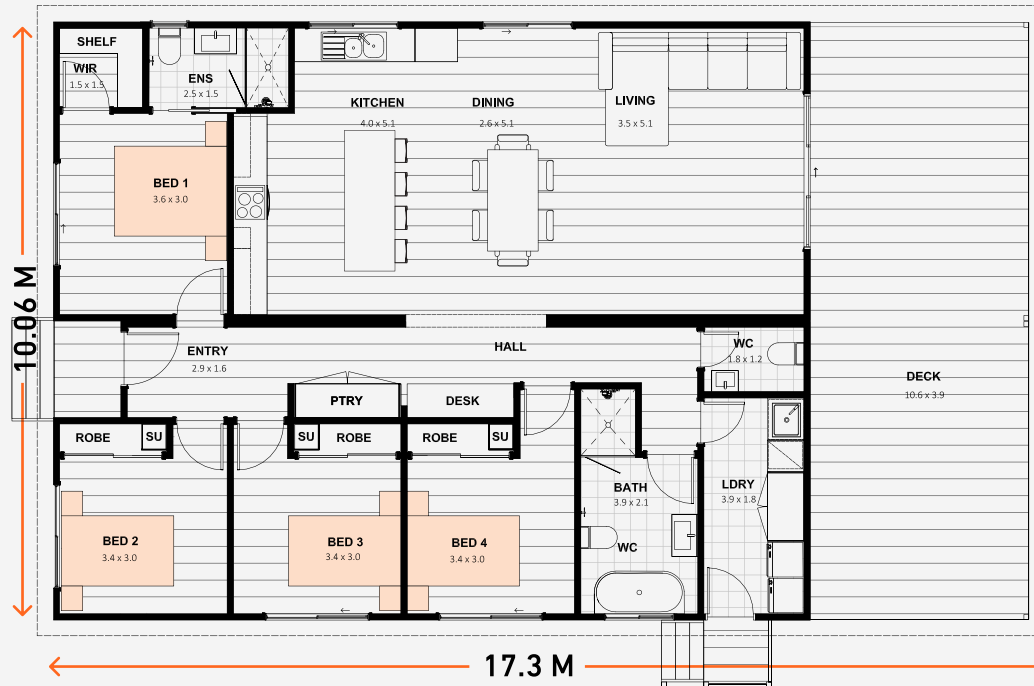 SHELF
WIR
1.5 x 1.5
ENS
2.5 x 1.5
KITCHEN
4.0 x 5.1
DINING
2.6 x 5.1
LIVING
3.5 x 5.1
BED 1
3.6 x 3.0
10.06 M
ENTRY
2.9 x 1.6
HALL
WC
1.8 x 1.2
DECK
10.6 x 3.9
PTRY
DESK
ROBE
SU
SU
ROBE
ROBE
SU
BATH
3.9 x 2.1
LDRY
3.9 x 1.8
BED 2
3.4 x 3.0
BED 3
3.4 x 3.0
BED 4
3.4 x 3.0
WC
17.3 M